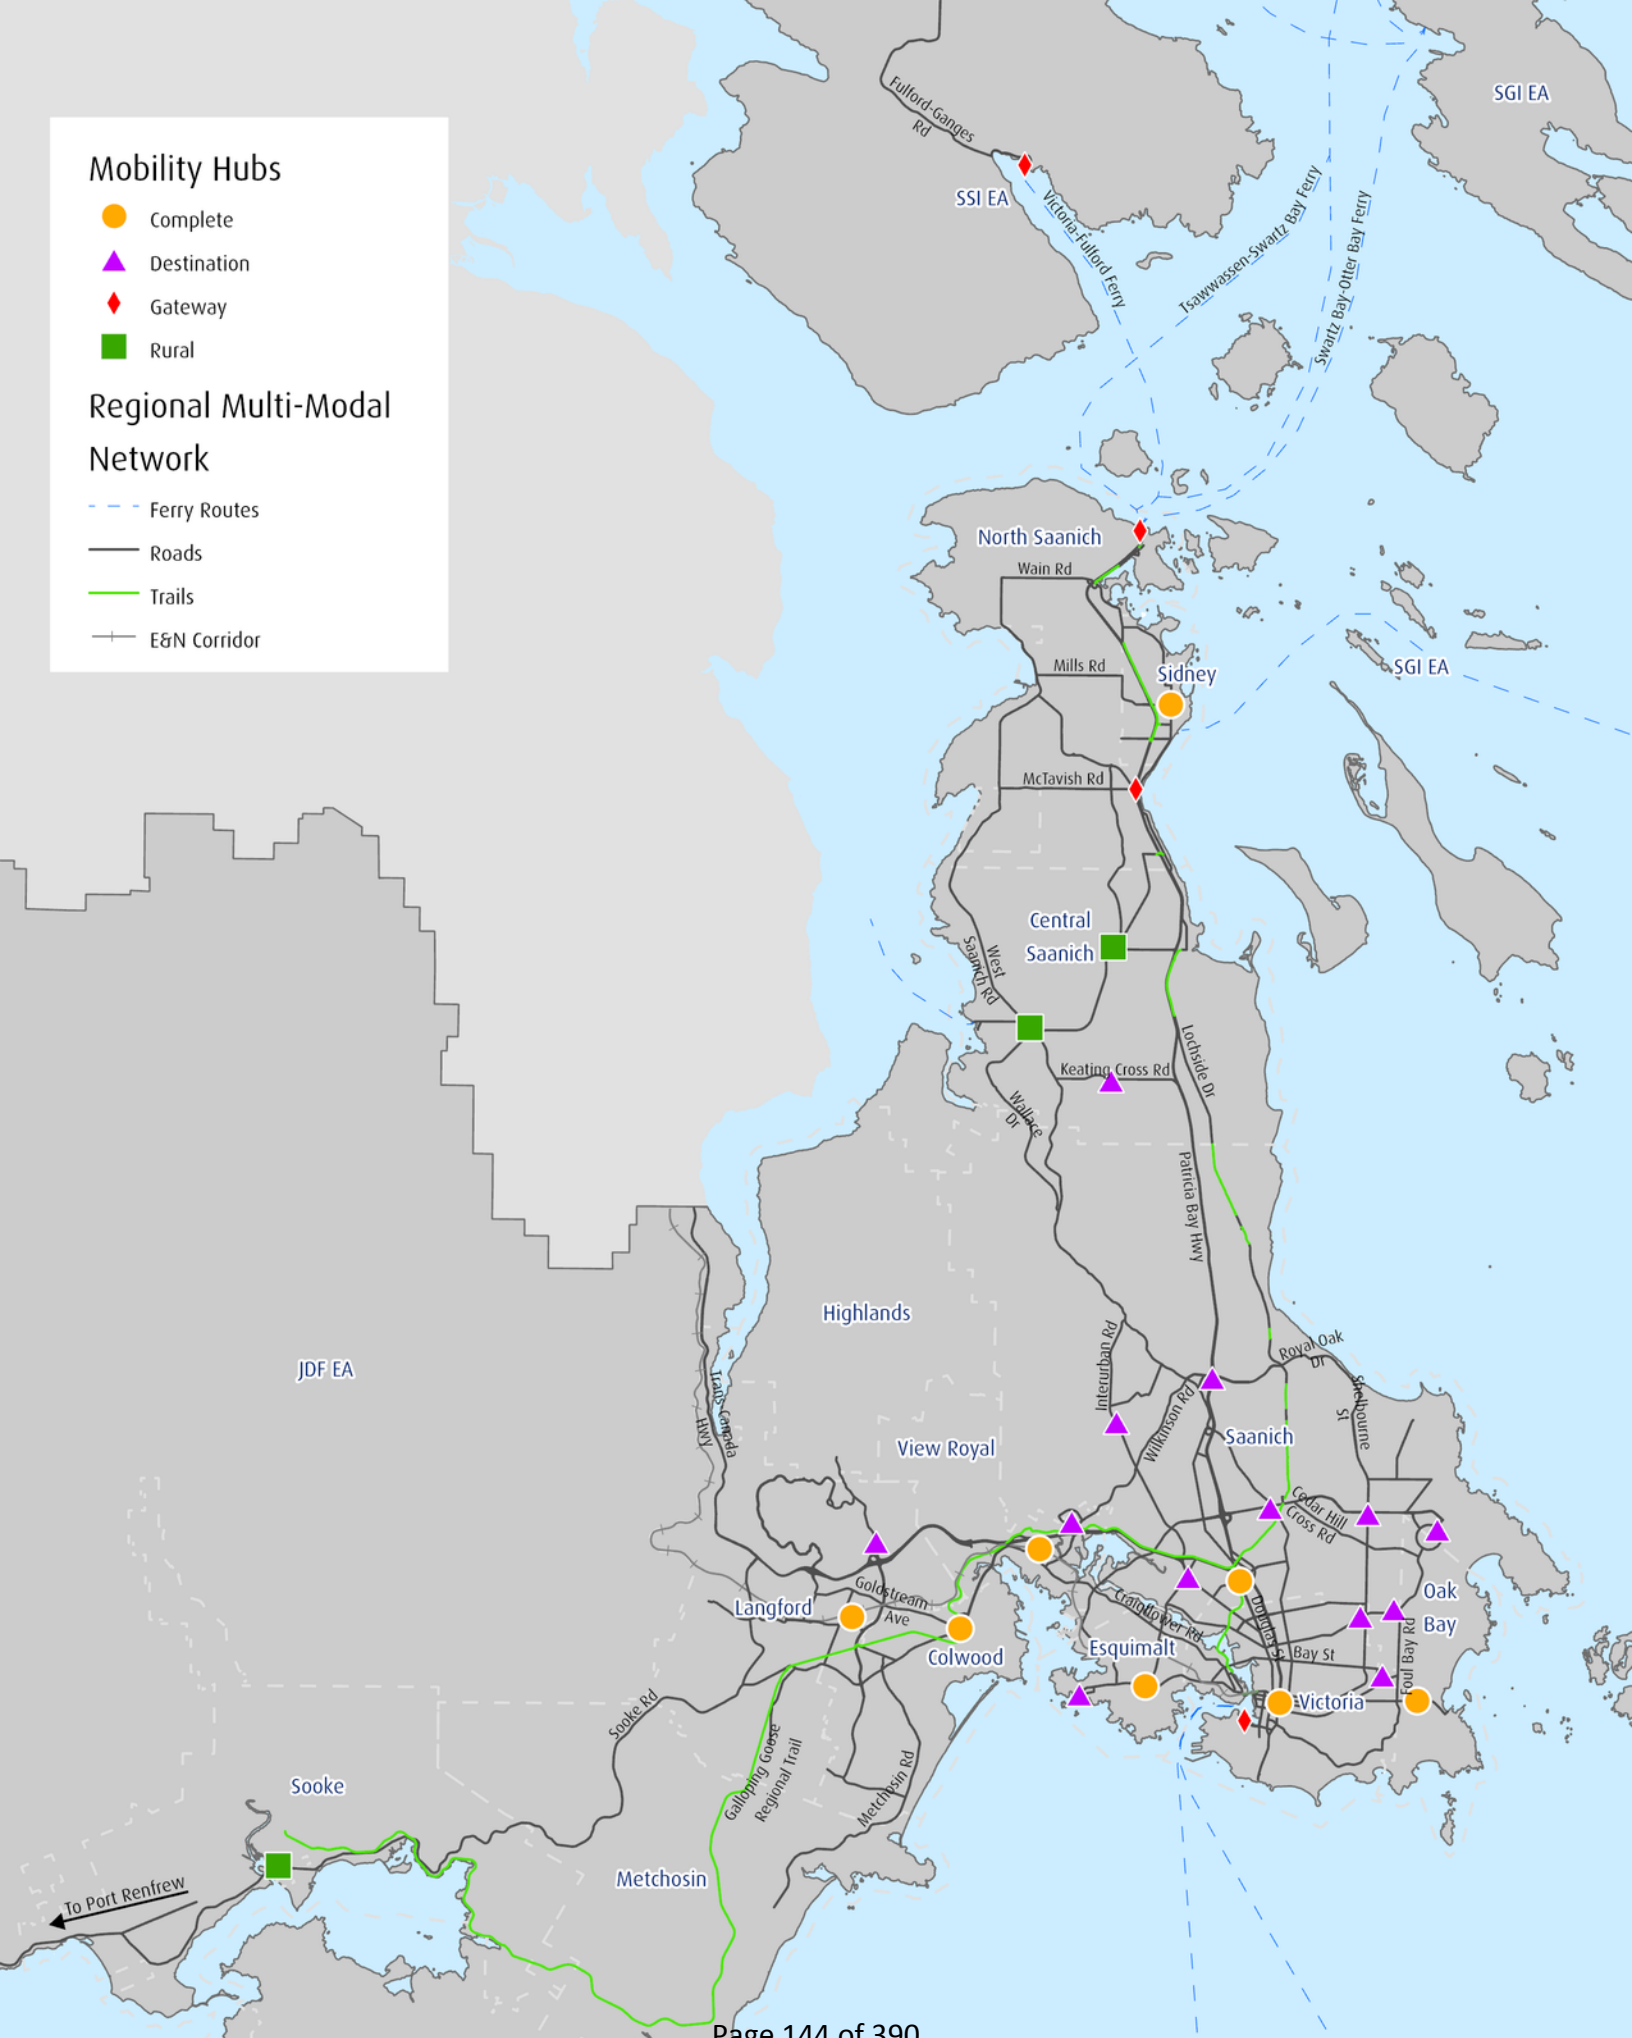 Mobility Hubs
Complete
Destination
Gateway
Rural
Regional Multi-Modal
Network
Ferry Routes
Roads
Trails
E&N Corridor
Fulford-Ganges
Rd
SSI EA
SGI EA
Victoria-Fulford Ferry
Tsawwassen-Swartz Bay Ferry
Swartz Bay-Otter Bay Ferry
North Saanich
Wain Rd
Mills Rd
Sidney
SGI EA
McTavish Rd
Central
Saanich
West
Saanich Rd
Lochside Dr
Keating Cross Rd
Wallace
Dr
Patricia Bay Hwy
Highlands
JDF EA
Interurban Rd
Royal Oak
Dr
Trans-Canada
Hwy
Wilkinson Rd
Shelbourne
St
Saanich
View Royal
Cedar Hill
Cross Rd
Goldstream
Ave
Langford
Craigflower Rd
Douglas St
Oak
Bay
Esquimalt
Colwood
Bay St
Foul Bay Rd
Victoria
Sooke Rd
Galloping Goose
Regional Trail
Metchosin Rd
Sooke
Metchosin
To Port Renfrew
Page 144 of 390